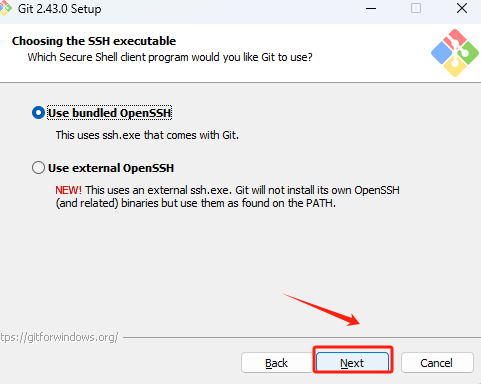 Git 2.43.0 Setup
Choosing the SSH executable
Which Secure Shell client program would you like Git to use?
Use bundled OpenSSH
This uses ssh.exe that comes with Git.
Use external OpenSSH
NEW! This uses an external ssh.exe. Git will not install its own OpenSSH
(and related) binaries but use them as found on the PATH.
tps://gitforwindows.org/
Back
Next
Cancel